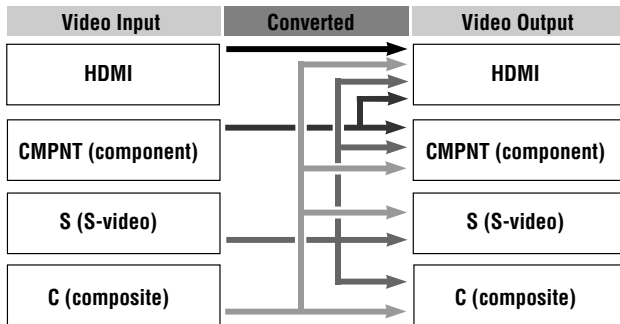 Video Input Converted Video Output
HDMI HDMI
CMPNT (component) CMPNT (component)
S (S-video) S (S-video)
C (composite) C (composite)